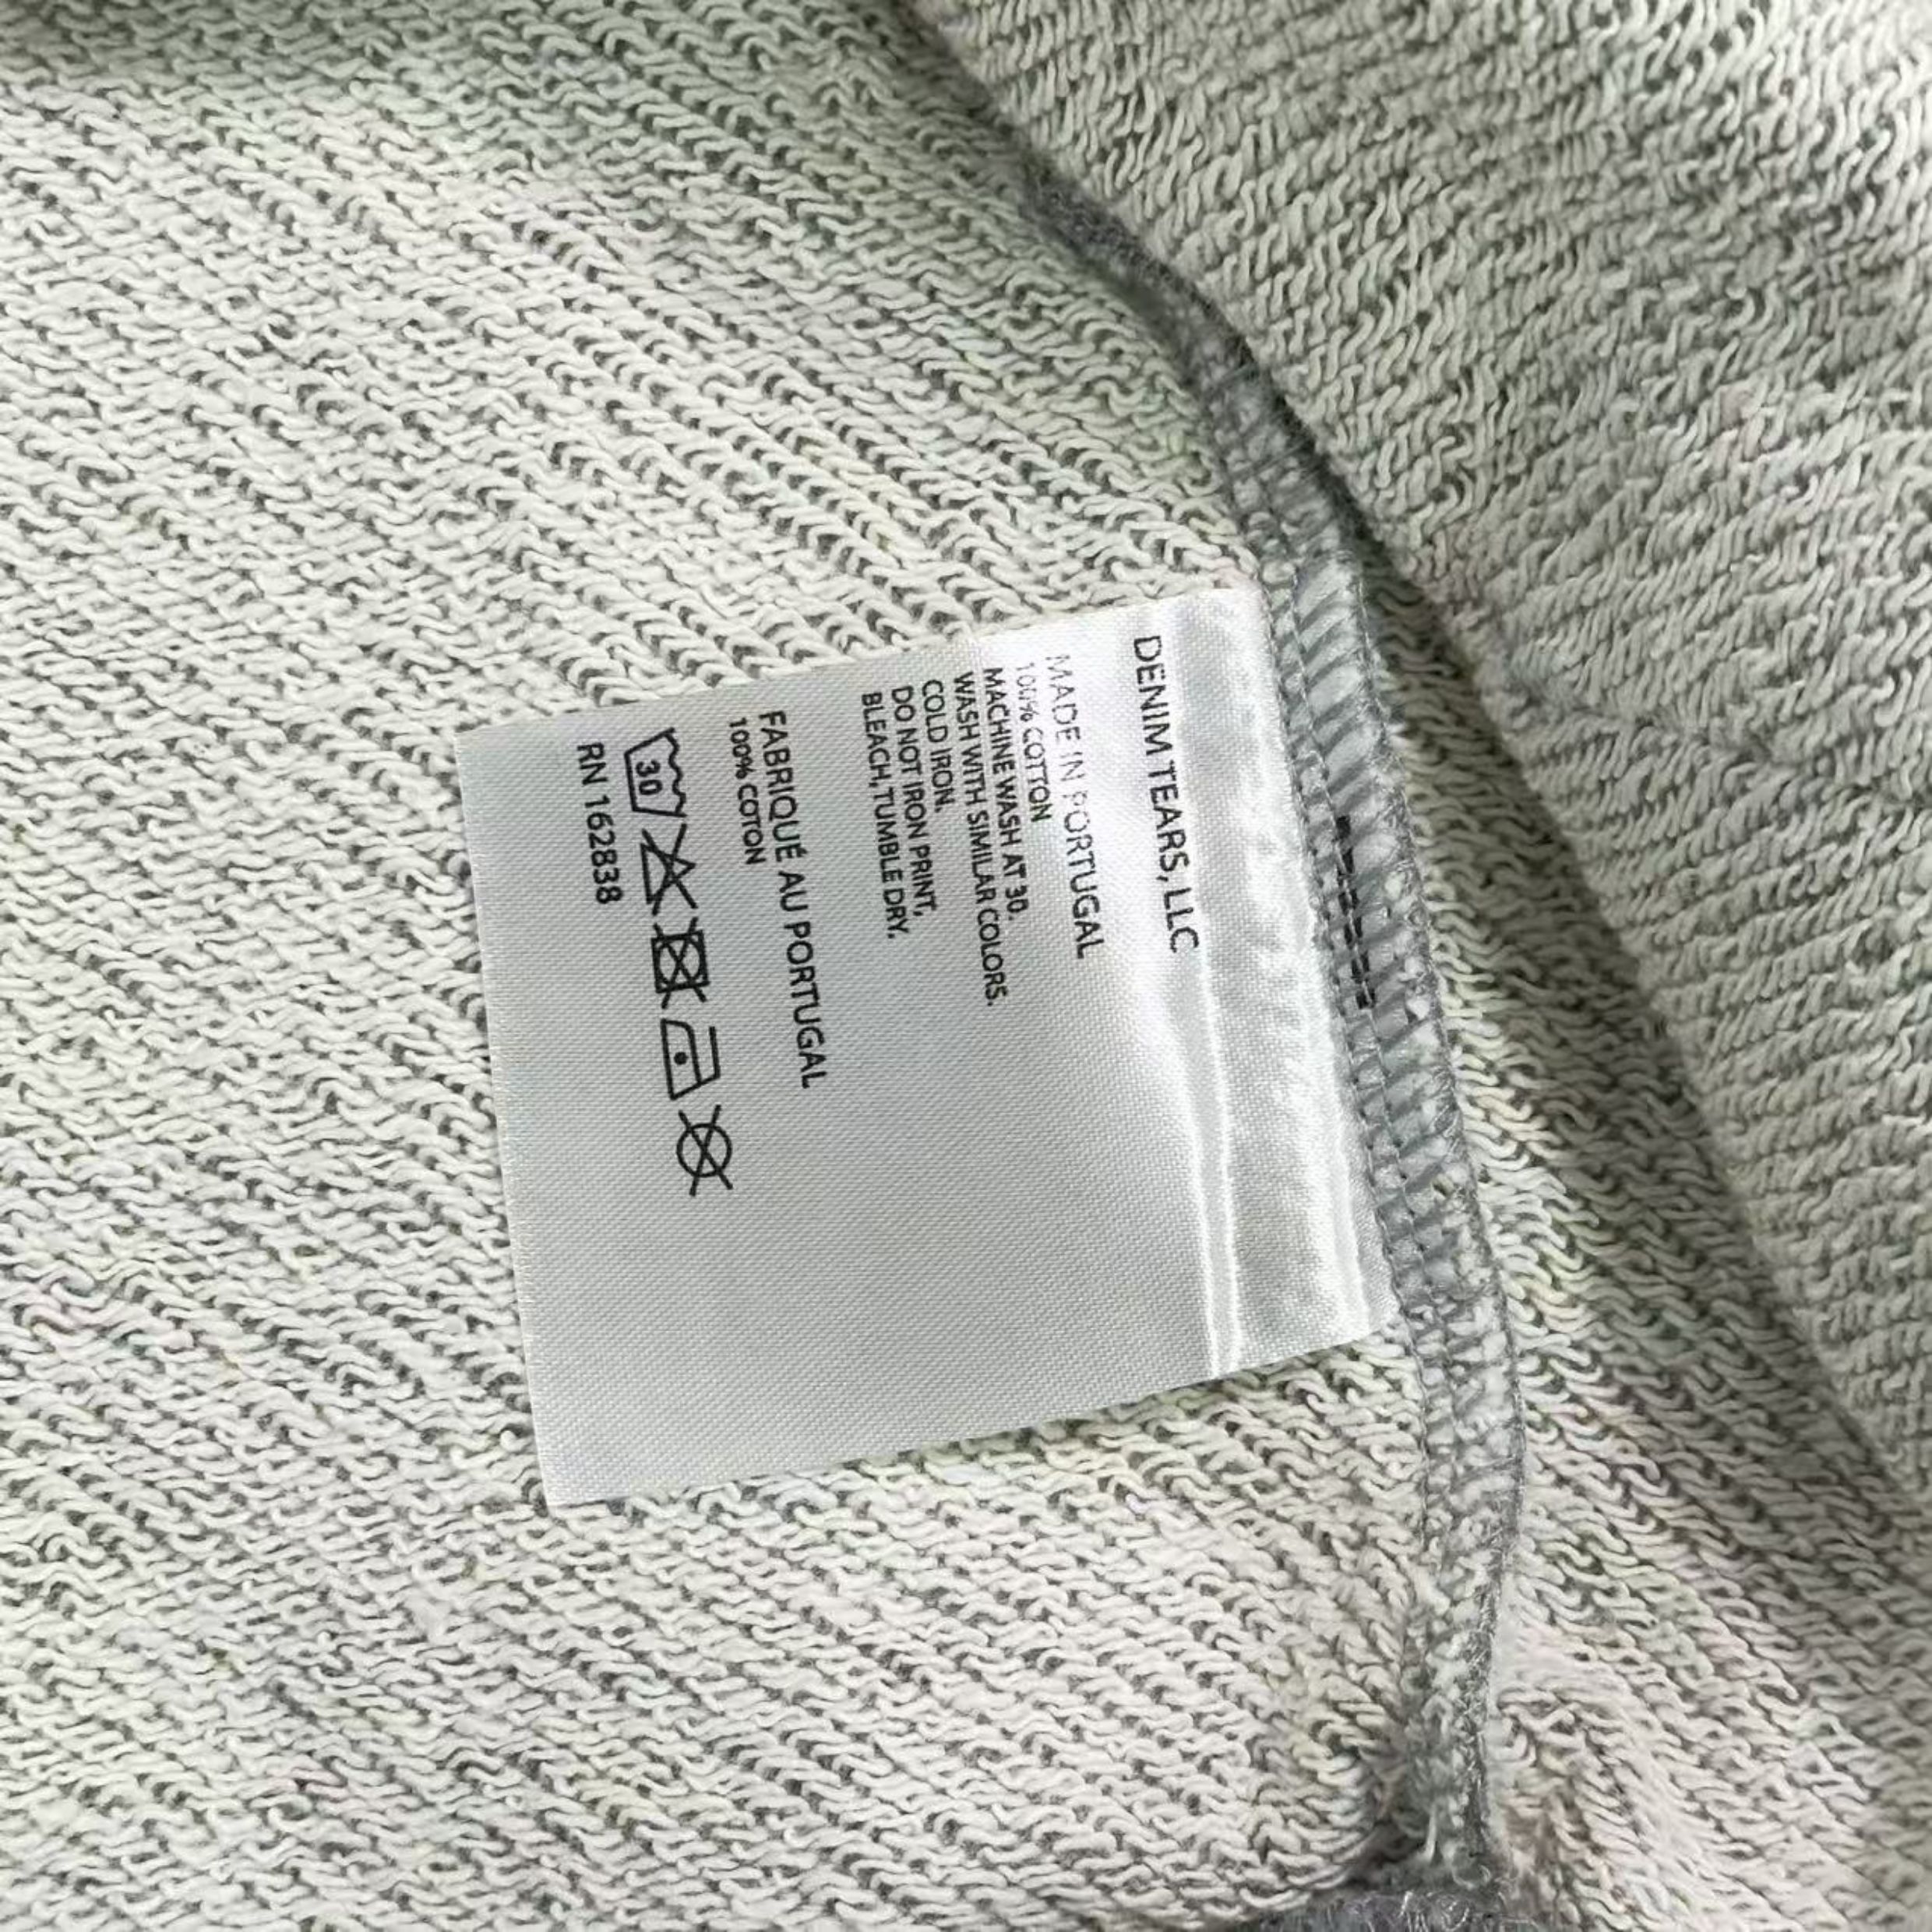 DENIM TEARS, LLC
MADE IN PORTUGAL
100% COTTON
MACHINE WASH AT 30.
WASH WITH SIMILAR COLORS.
COLD IRON.
DO NOT IRON PRINT,
BLEACH,TUMBLE DRY.
FABRIQUÉ AU PORTUGAL
100% COTON
30
RN 162838